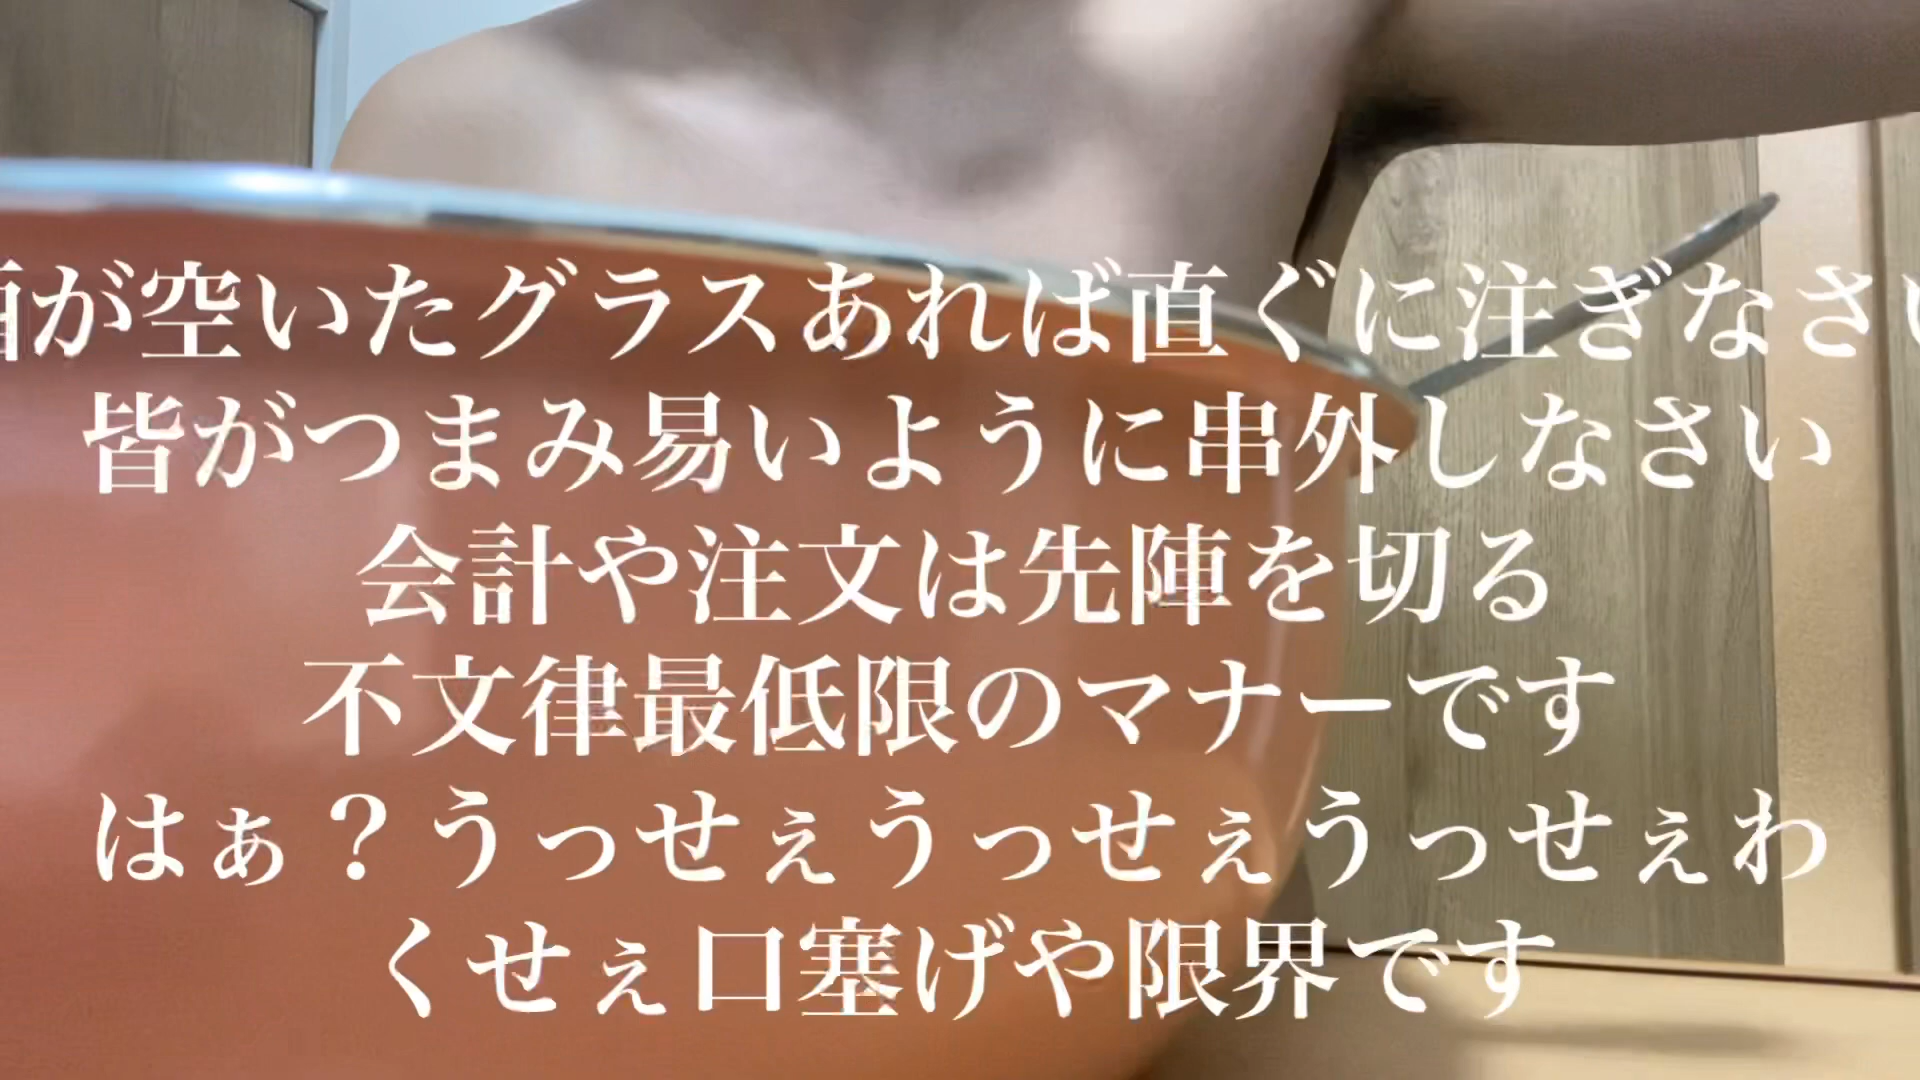 酒が空いたグラスあれば直ぐに注ぎなさい
皆がつまみ易いように串外しなさい
会計や注文は先陣を切る
不文律最低限のマナーです
はぁ？うっせぇうっせぇうっせぇわ
くせぇ口塞げや限界です